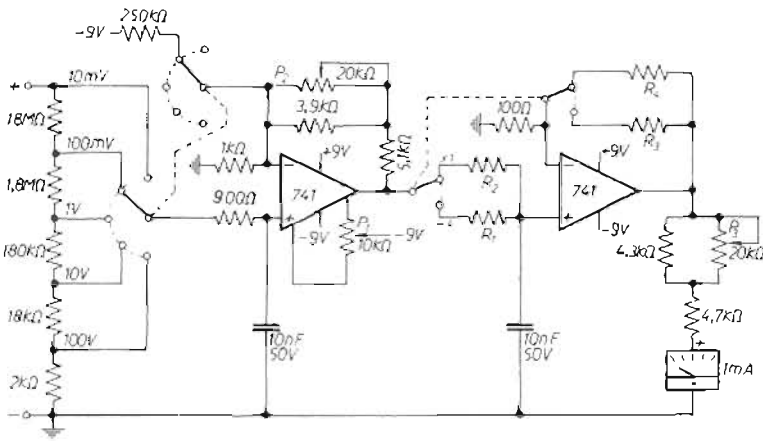 250kΩ
-9V
+
10mV
18MΩ
100mV
1,8MΩ
1V
180kΩ
10V
18kΩ
100V
2kΩ
-
P₂
20kΩ
3,9kΩ
5,1kΩ
1kΩ
900Ω
-
+
741
+9V
-9V
P₁
10kΩ
-9V
10nF
50V
x1
R₂
R₁
100Ω
R₄
R₃
-
+
741
+9V
-9V
10nF
50V
4,3kΩ
P₃
20kΩ
4,7kΩ
+
1mA